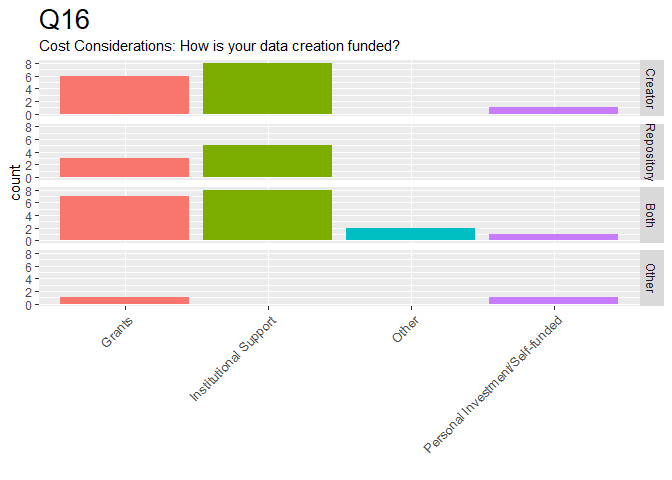 Q16
Cost Considerations: How is your data creation funded?
count
8
6
4
2
0
Creator
8
6
4
2
0
Repository
8
6
4
2
0
Both
8
6
4
2
0
Other
Grants
Institutional Support
Other
Personal Investment/Self-funded